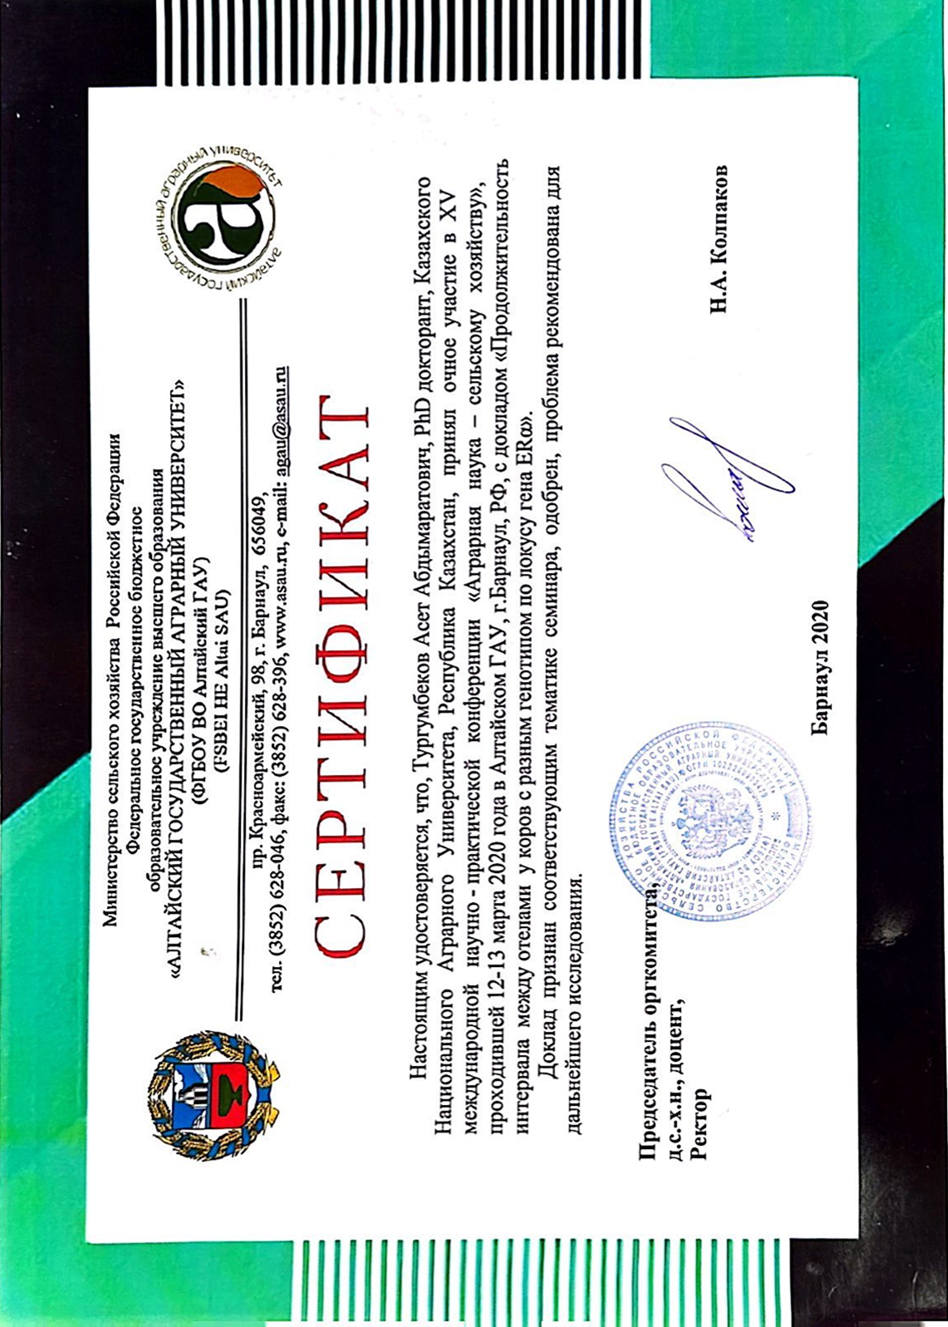 Министерство сельского хозяйства Российской Федерации
Федеральное государственное бюджетное
образовательное учреждение высшего образования
«АЛТАЙСКИЙ ГОСУДАРСТВЕННЫЙ АГРАРНЫЙ УНИВЕРСИТЕТ»
(ФГБОУ ВО Алтайский ГАУ)
(FSBEI HE Altai SAU)
алтайский государственный аграрный университет
а
пр. Красноармейский, 98, г. Барнаул, 656049,
тел. (3852) 628-046, факс: (3852) 628-396, www.asau.ru, e-mail: agau@asau.ru
СЕРТИФИКАТ
Настоящим удостоверяется, что, Тургумбеков Асет Абдымаратович, PhD докторант, Казахского
Национального Аграрного Университета, Республика Казахстан, принял очное участие в XV
международной научно - практической конференции «Аграрная наука – сельскому хозяйству»,
проходившей 12-13 марта 2020 года в Алтайском ГАУ, г.Барнаул, РФ, с докладом «Продолжительность
интервала между отелами у коров с разным генотипом по локусу гена ERα».
Доклад признан соответствующим тематике семинара, одобрен, проблема рекомендована для
дальнейшего исследования.
Председатель оргкомитета,
д.с.-х.н., доцент,
Ректор
Н.А. Колпаков
Барнаул 2020